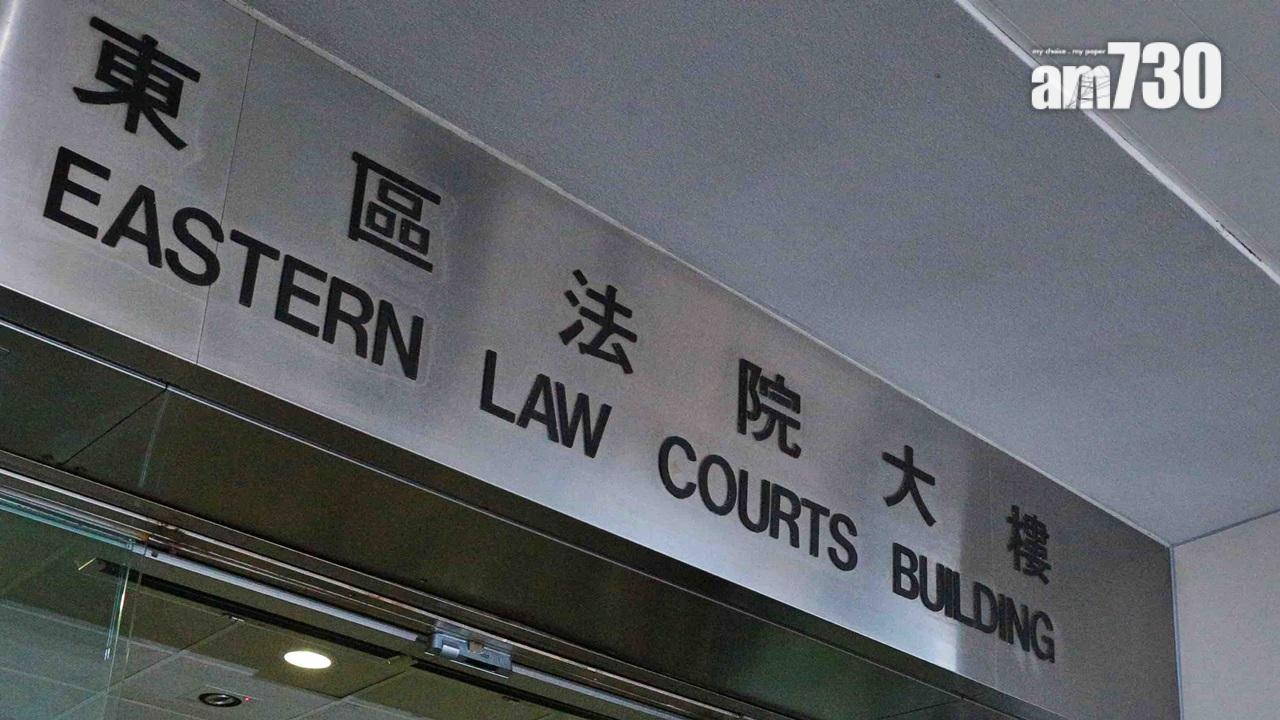 my choice . my paper
am730
東區法院大樓
EASTERN LAW COURTS BUILDING